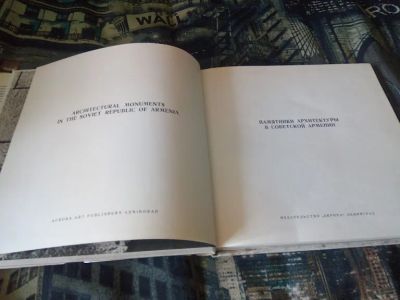 WALL
ARCHITECTURAL MONUMENTS
IN THE SOVIET REPUBLIC OF ARMENIA
AURORA ART PUBLISHERS LENINGRAD
ПАМЯТНИКИ АРХИТЕКТУРЫ
В СОВЕТСКОЙ АРМЕНИИ
ИЗДАТЕЛЬСТВО „АВРОРА“ ЛЕНИНГРАД